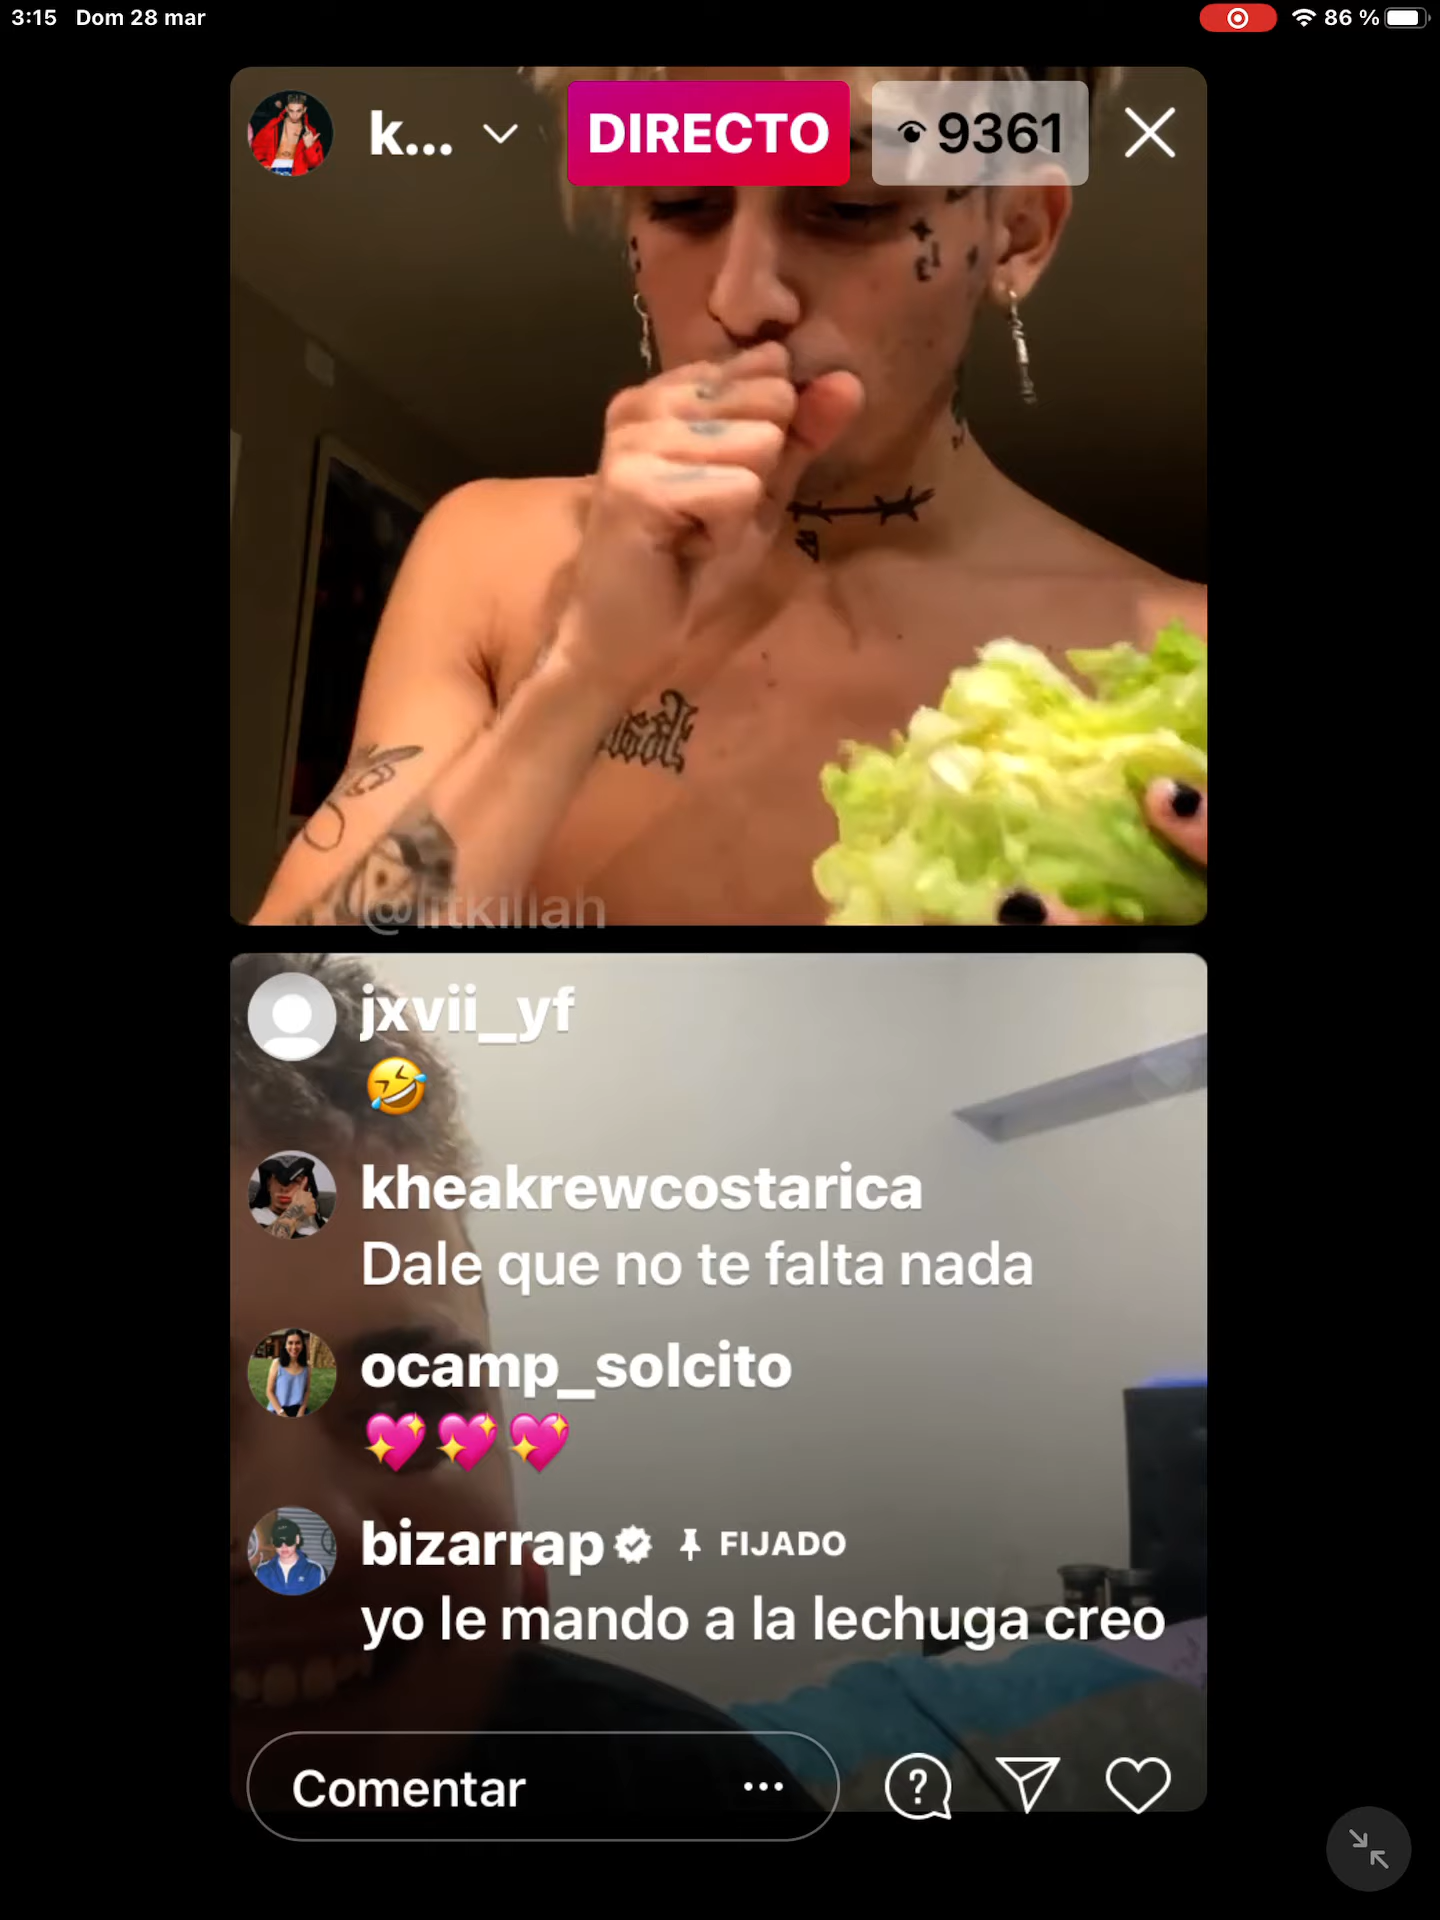 3:15 Dom 28 mar
86 %
k...
DIRECTO
9361
@litkillah
jxvii_yf
🤣
kheakrewcostarica
Dale que no te falta nada
ocamp_solcito
💖💖💖
bizarrap FIJADO
yo le mando a la lechuga creo
Comentar